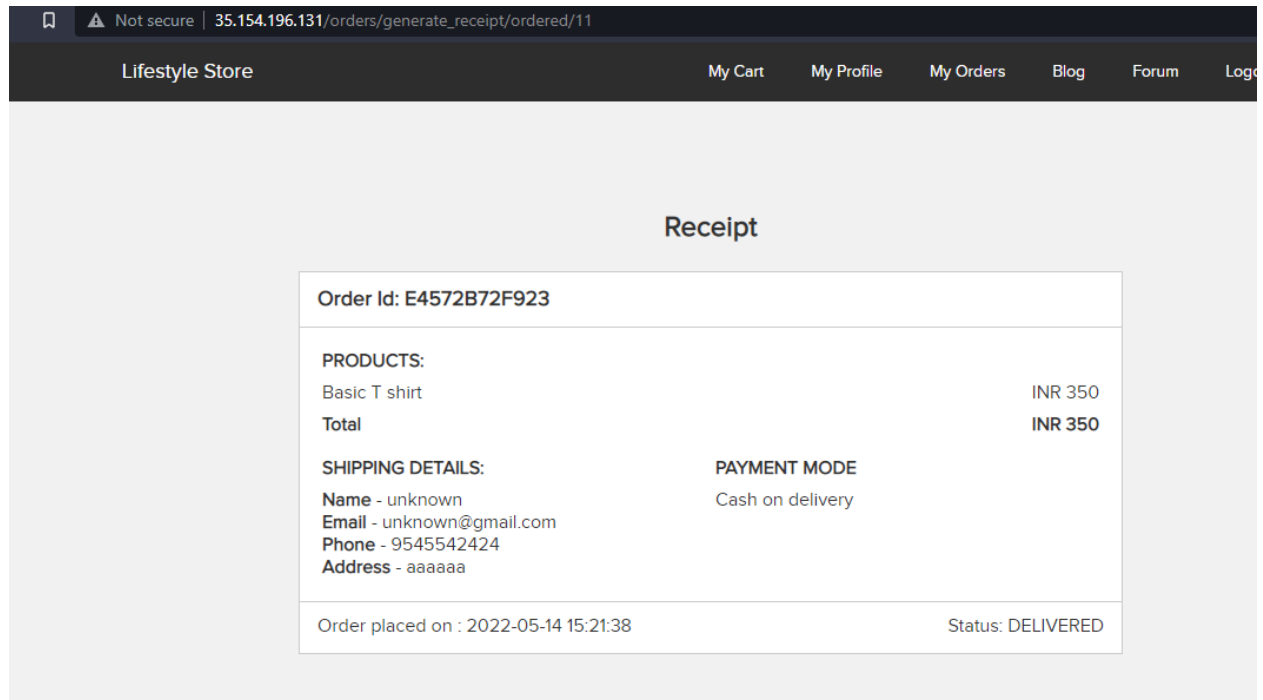 Not secure | 35.154.196.131/orders/generate_receipt/ordered/11
Lifestyle Store My Cart My Profile My Orders Blog Forum
Receipt
Order Id: E4572B72F923
PRODUCTS:
Basic T shirt INR 350
Total INR 350
SHIPPING DETAILS: PAYMENT MODE
Name - unknown Cash on delivery
Email - unknown@gmail.com
Phone - 9545542424
Address - aaaaaa
Order placed on : 2022-05-14 15:21:38 Status: DELIVERED